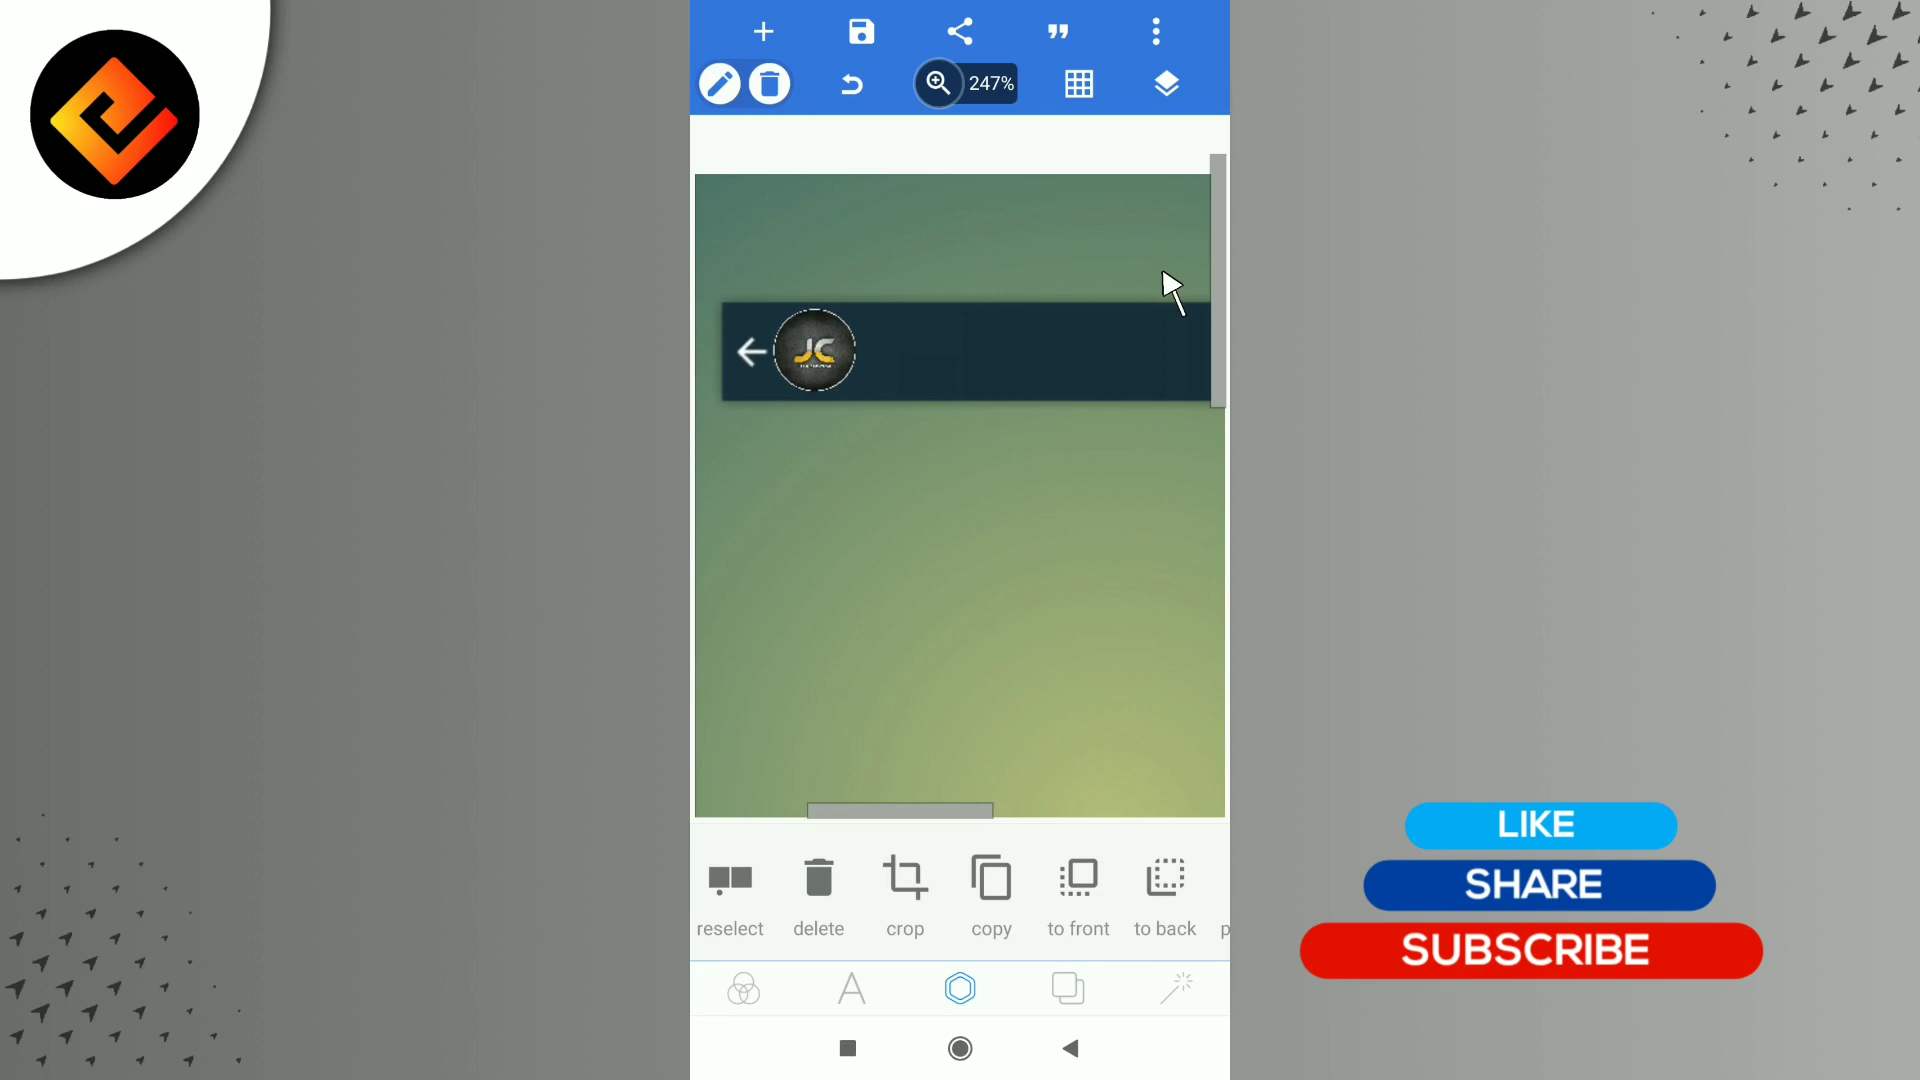 247%
JC
reselect delete crop copy to front to back p
LIKE
SHARE
SUBSCRIBE